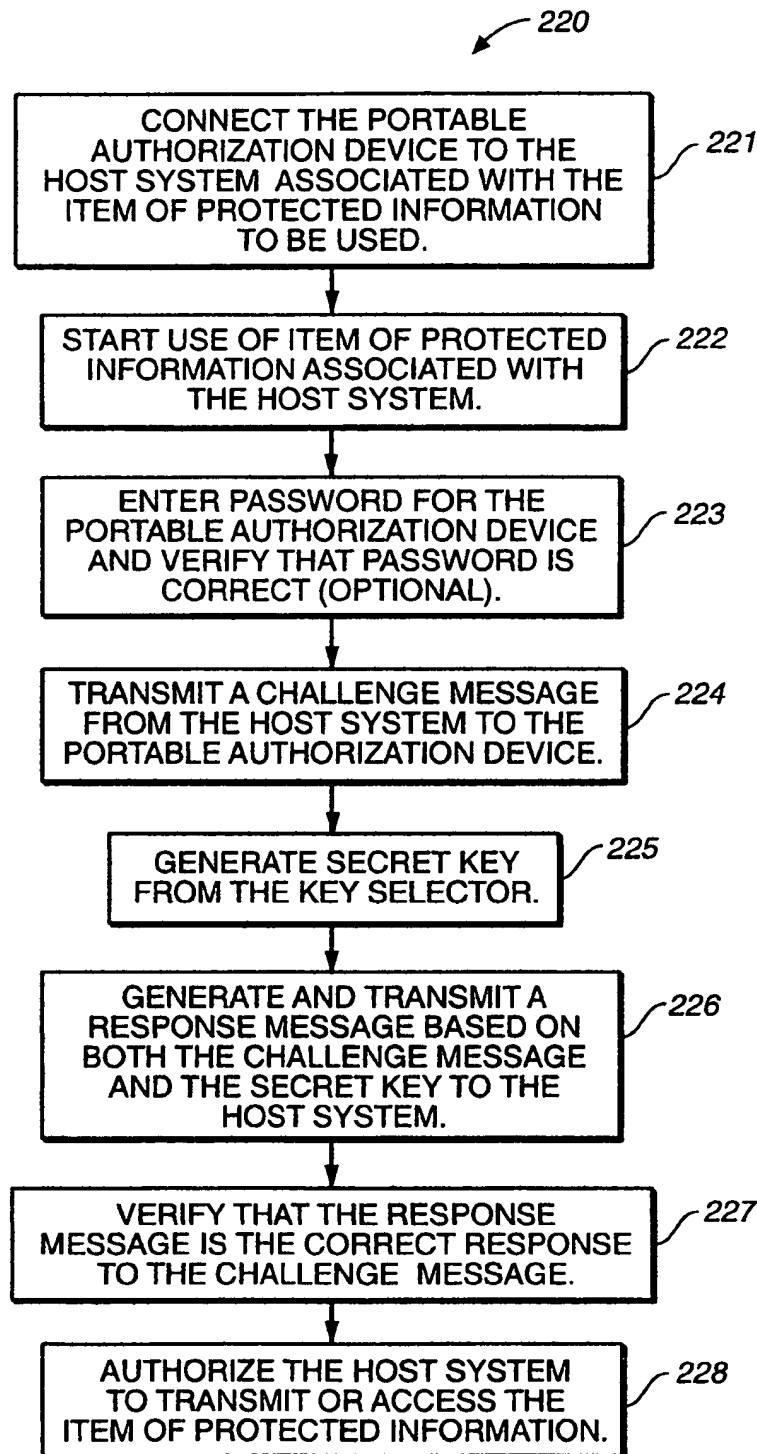 220
CONNECT THE PORTABLE
AUTHORIZATION DEVICE TO THE
HOST SYSTEM ASSOCIATED WITH THE
ITEM OF PROTECTED INFORMATION
TO BE USED.
221
START USE OF ITEM OF PROTECTED
INFORMATION ASSOCIATED WITH
THE HOST SYSTEM.
222
ENTER PASSWORD FOR THE
PORTABLE AUTHORIZATION DEVICE
AND VERIFY THAT PASSWORD IS
CORRECT (OPTIONAL).
223
TRANSMIT A CHALLENGE MESSAGE
FROM THE HOST SYSTEM TO THE
PORTABLE AUTHORIZATION DEVICE.
224
GENERATE SECRET KEY
FROM THE KEY SELECTOR.
225
GENERATE AND TRANSMIT A
RESPONSE MESSAGE BASED ON
BOTH THE CHALLENGE MESSAGE
AND THE SECRET KEY TO THE
HOST SYSTEM.
226
VERIFY THAT THE RESPONSE
MESSAGE IS THE CORRECT RESPONSE
TO THE CHALLENGE MESSAGE.
227
AUTHORIZE THE HOST SYSTEM
TO TRANSMIT OR ACCESS THE
ITEM OF PROTECTED INFORMATION.
228